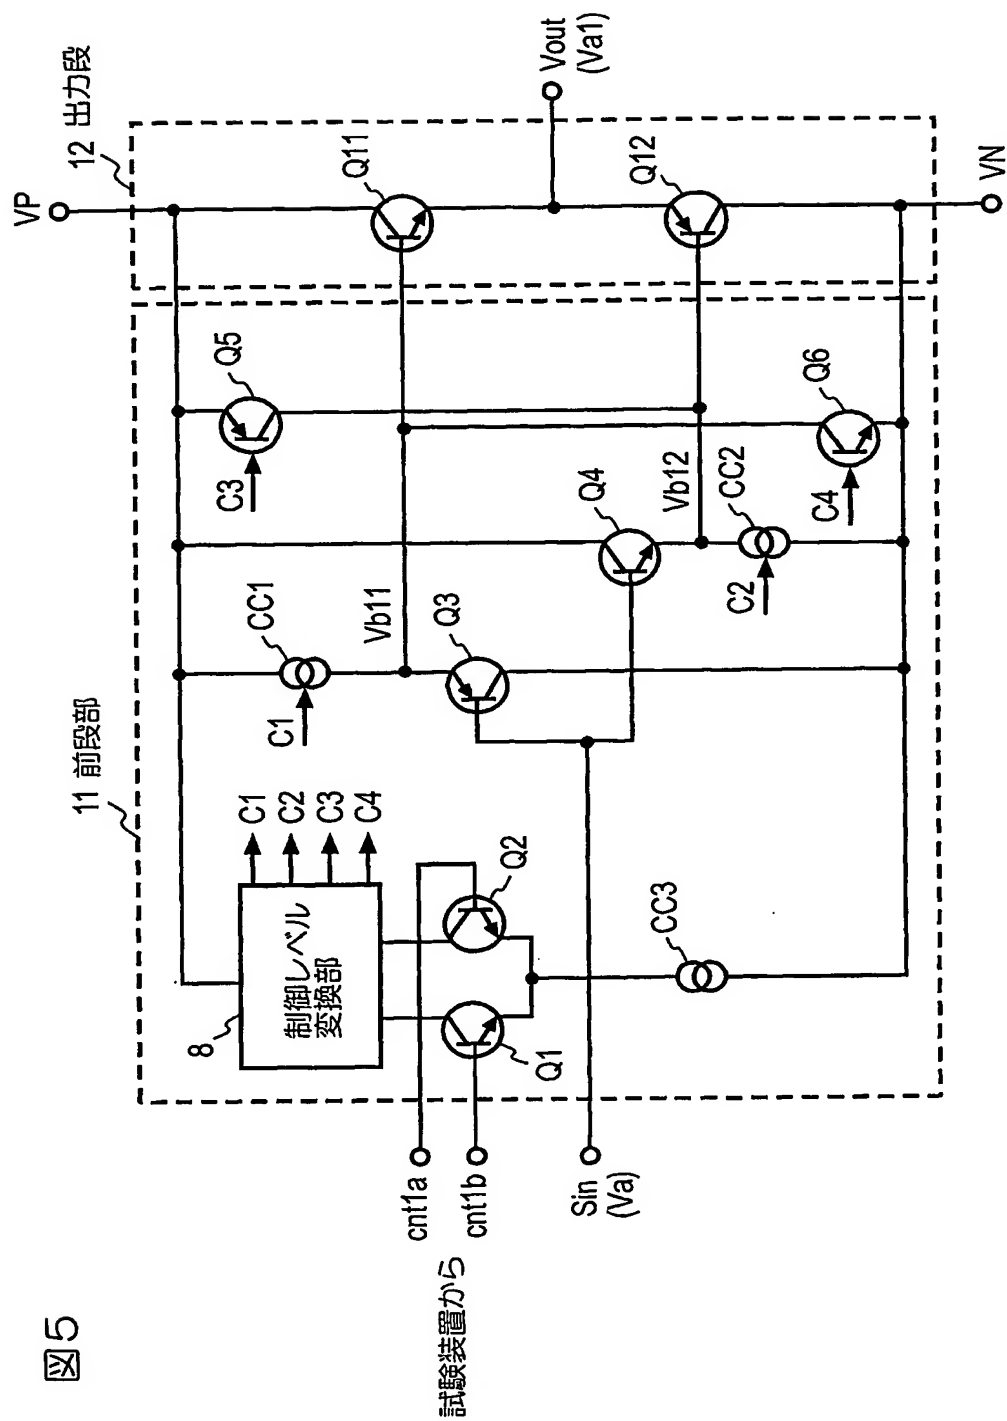 図5
11 前段部
12 出力段
VP
C1
C2
C3
C4
8
制御レベル
変換部
CC1
C1
Vb11
C3
Q5
Q11
Vout
(Va1)
cnt1a
cnt1b
試験装置から
Q1
Q2
Q3
Q4
Vb12
Q12
Sin
(Va)
CC3
C2
CC2
C4
Q6
VN